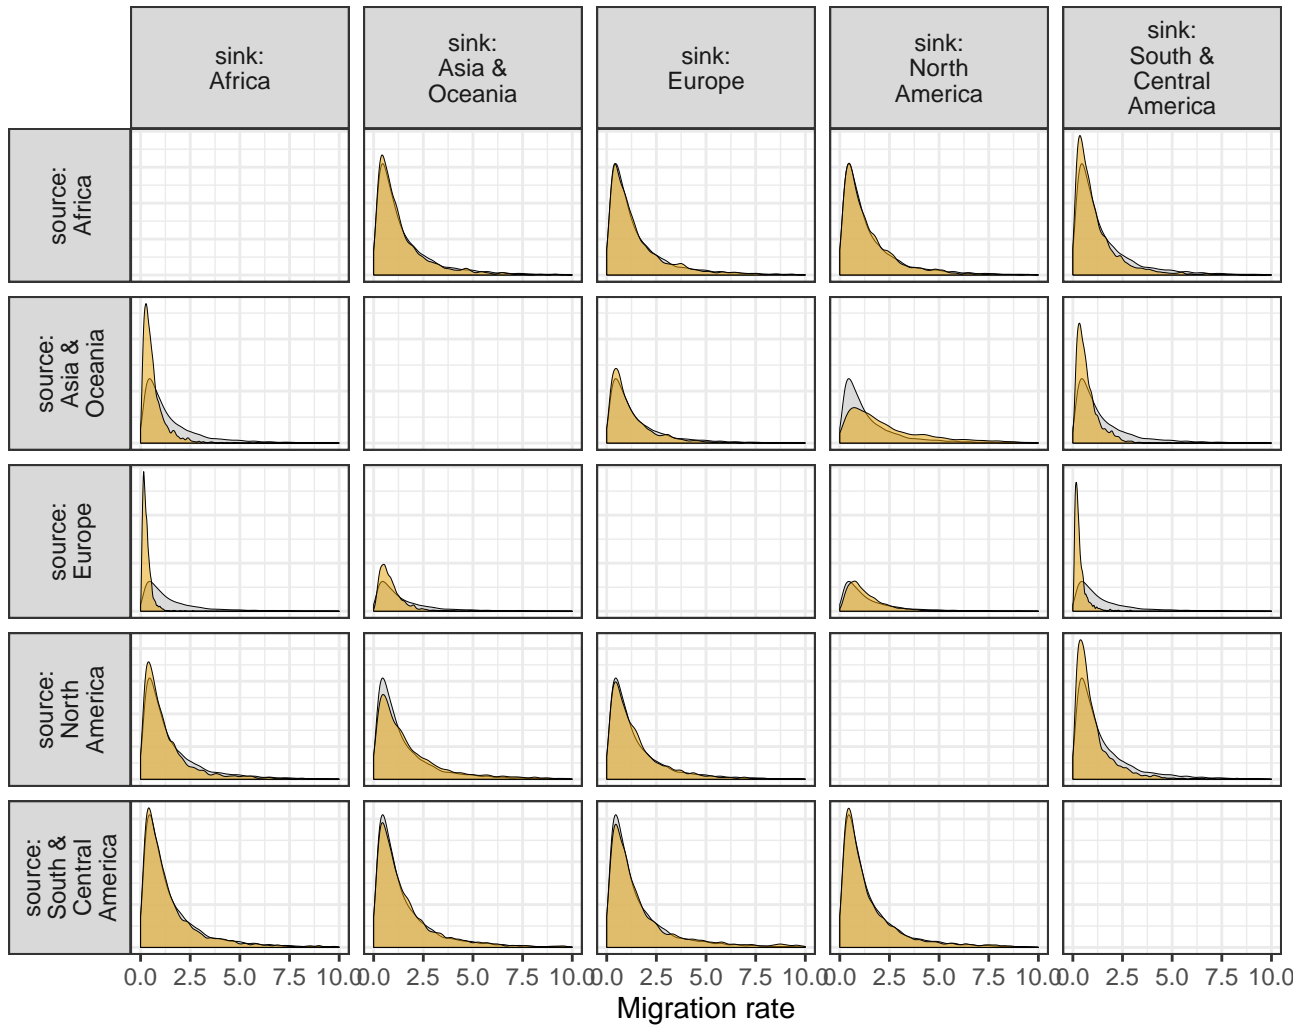 sink:
Africa
sink:
Asia &
Oceania
sink:
Europe
sink:
North
America
sink:
South &
Central
America
source:
Africa
source:
Asia &
Oceania
source:
Europe
source:
North
America
source:
South &
Central
America
0.0 2.5 5.0 7.5 10.0 0.0 2.5 5.0 7.5 10.0 0.0 2.5 5.0 7.5 10.0 0.0 2.5 5.0 7.5 10.0 0.0 2.5 5.0 7.5 10.0
Migration rate